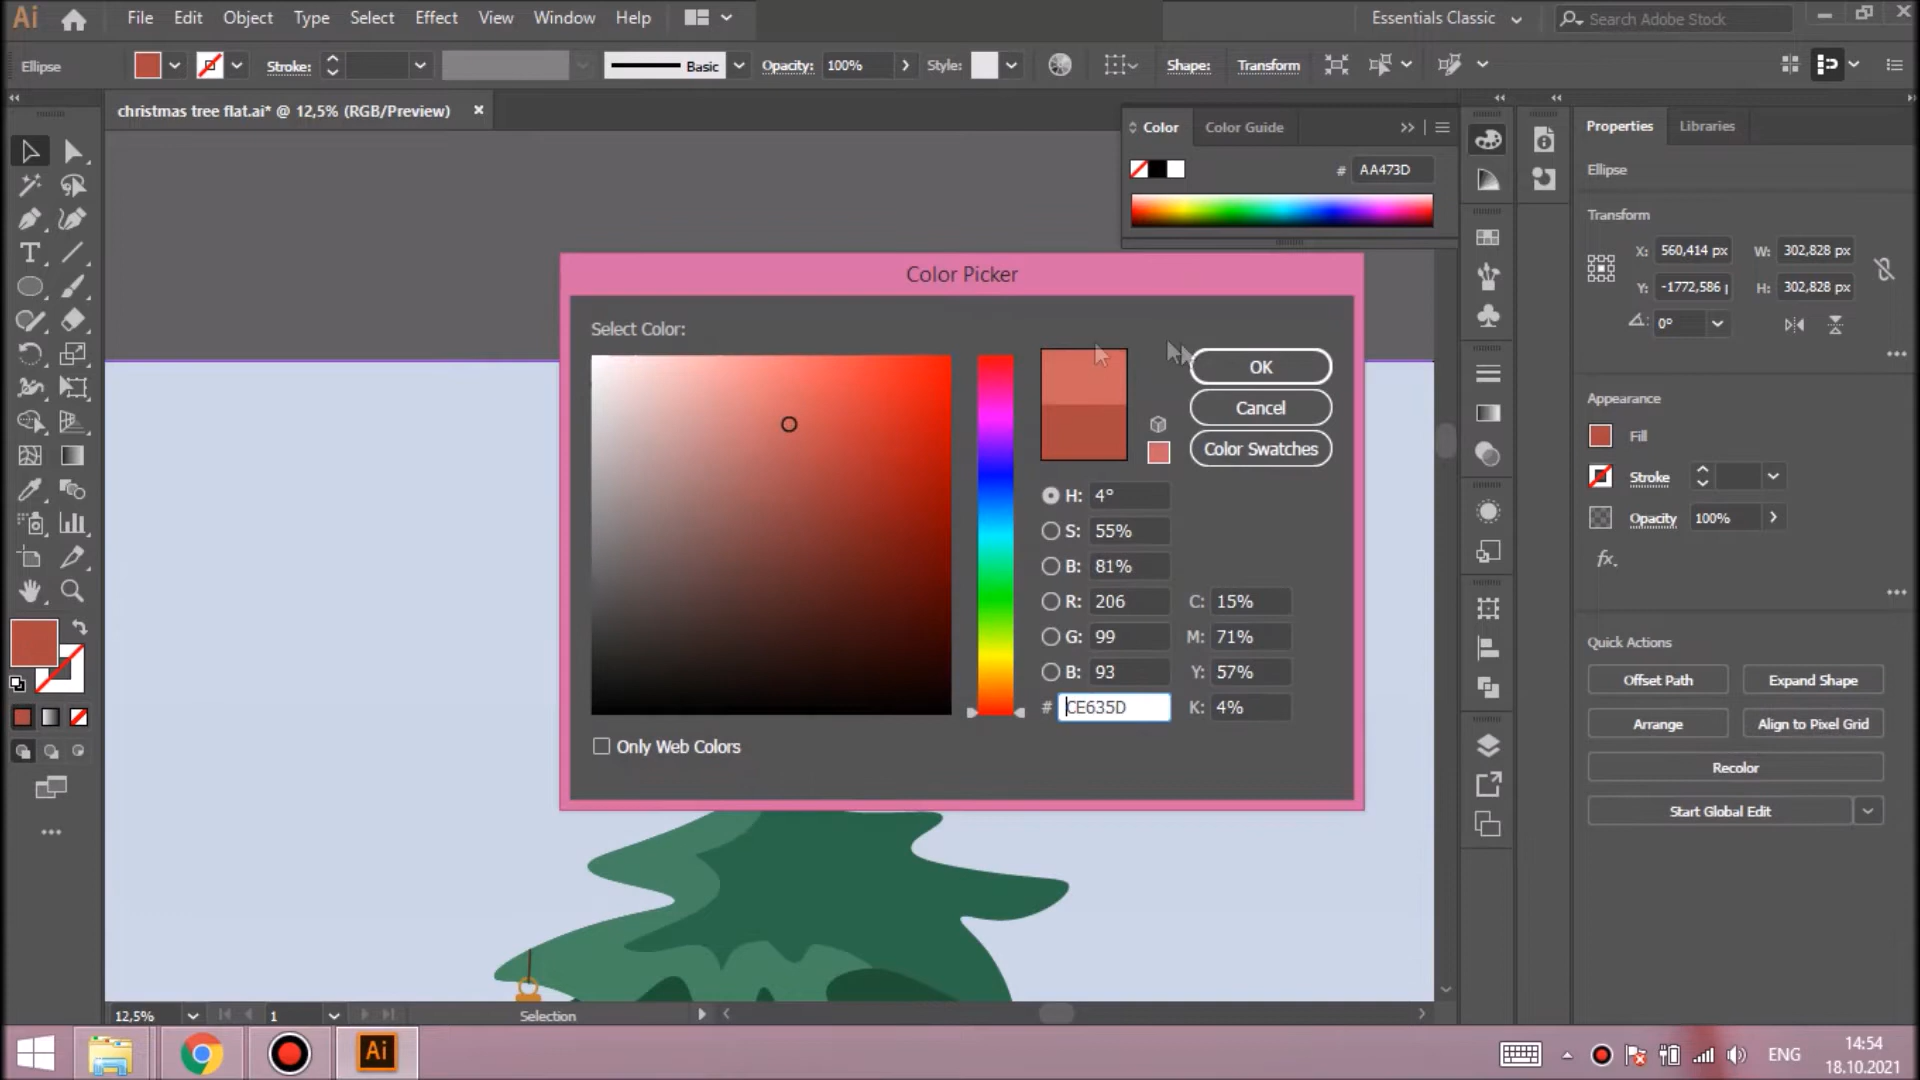 Ai File Edit Object Type Select Effect View Window Help Essentials Classic Search Adobe Stock
Ellipse Stroke: Basic Opacity: 100% Style: Shape: Transform
christmas tree flat.ai* @ 12,5% (RGB/Preview)
Color Color Guide
# AA473D
Properties Libraries
Ellipse
Transform
X: 560,414 px W: 302,828 px
Y: -1772,586 p H: 302,828 px
0°
Appearance
Fill
Stroke
Opacity 100%
fx.
Quick Actions
Offset Path Expand Shape
Arrange Align to Pixel Grid
Recolor
Start Global Edit
Color Picker
Select Color:
OK
Cancel
Color Swatches
H: 4°
S: 55%
B: 81%
R: 206 C: 15%
G: 99 M: 71%
B: 93 Y: 57%
# CE635D K: 4%
Only Web Colors
12,5% 1 Selection
Ai ENG 14:54
18.10.2021